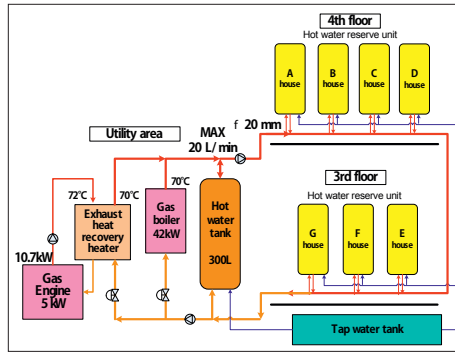 4th floor
Hot water reserve unit
A
house
B
house
C
house
D
house
f 20 mm
MAX
20 L/min
Utility area
3rd floor
Hot water reserve unit
G
house
F
house
E
house
72°C
70°C
70°C
Exhaust
heat
recovery
heater
Gas
boiler
42kW
Hot
water
tank
300L
10.7kW
Gas
Engine
5 kW
Tap water tank